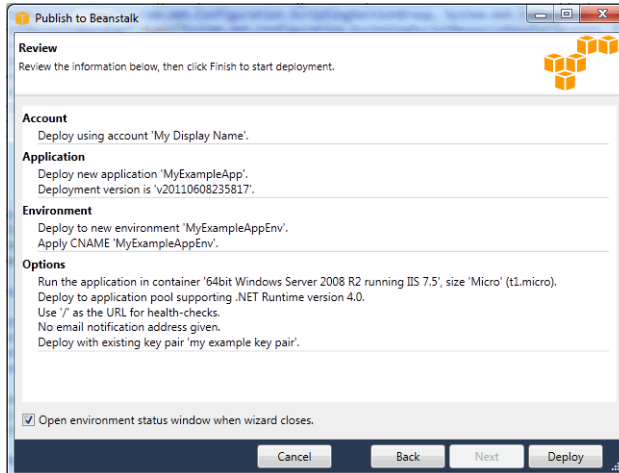 Publish to Beanstalk
Review
Review the information below, then click Finish to start deployment.
Account
Deploy using account 'My Display Name'.
Application
Deploy new application 'MyExampleApp'.
Deployment version is 'v20110608235817'.
Environment
Deploy to new environment 'MyExampleAppEnv'.
Apply CNAME 'MyExampleAppEnv'.
Options
Run the application in container '64bit Windows Server 2008 R2 running IIS 7.5', size 'Micro' (t1.micro).
Deploy to application pool supporting .NET Runtime version 4.0.
Use '/' as the URL for health-checks.
No email notification address given.
Deploy with existing key pair 'my example key pair'.
Open environment status window when wizard closes.
Cancel Back Next Deploy